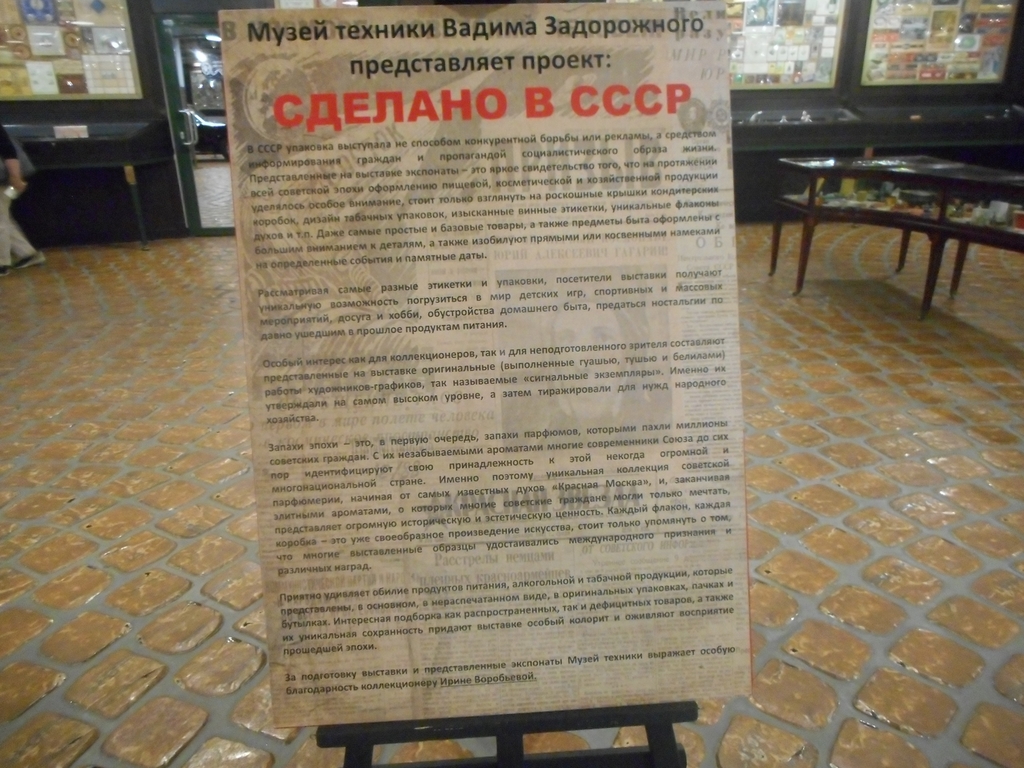 Музей техники Вадима Задорожного
представляет проект:
СДЕЛАНО В СССР
В СССР упаковка выступала не способом конкурентной борьбы или рекламы, а средством
информирования граждан и пропагандой социалистического образа жизни.
Представленные на выставке экспонаты – это яркое свидетельство того, что на протяжении
всей советской эпохи оформлению пищевой, косметической и хозяйственной продукции
уделялось особое внимание, стоит только взглянуть на роскошные крышки кондитерских
коробок, дизайн табачных упаковок, изысканные винные этикетки, уникальные флаконы
духов и т.п. Даже самые простые и базовые товары, а также предметы быта оформлены с
большим вниманием к деталям, а также изобилуют прямыми или косвенными намеками
на определенные события и памятные даты.
Рассматривая самые разные этикетки и упаковки, посетители выставки получают
уникальную возможность погрузиться в мир детских игр, спортивных и массовых
мероприятий, досуга и хобби, обустройства домашнего быта, предаться ностальгии по
давно ушедшим в прошлое продуктам питания.
Особый интерес как для коллекционеров, так и для неподготовленного зрителя составляют
представленные на выставке оригинальные (выполненные гуашью, тушью и белилами)
работы художников-графиков, так называемые «сигнальные экземпляры». Именно их
утверждали на самом высоком уровне, а затем тиражировали для нужд народного
хозяйства.
Запахи эпохи – это, в первую очередь, запахи парфюмов, которыми пахли миллионы
советских граждан. С их незабываемыми ароматами многие современники Союза до сих
пор идентифицируют свою принадлежность к этой некогда огромной и
многонациональной стране. Именно поэтому уникальная коллекция советской
парфюмерии, начиная от самых известных духов «Красная Москва», и, заканчивая
элитными ароматами, о которых многие советские граждане могли только мечтать,
представляет огромную историческую и эстетическую ценность. Каждый флакон, каждая
коробка – это уже своеобразное произведение искусства, стоит только упомянуть о том,
что многие выставленные образцы удостаивались международного признания и
различных наград.
Приятно удивляет обилие продуктов питания, алкогольной и табачной продукции, которые
представлены, в основном, в нераспечатанном виде, в оригинальных упаковках, пачках и
бутылках. Интересная подборка как распространенных, так и дефицитных товаров, а также
их уникальная сохранность придают выставке особый колорит и оживляют восприятие
прошедшей эпохи.
За подготовку выставки и представленные экспонаты Музей техники выражает особую
благодарность коллекционеру Ирине Воробьевой.